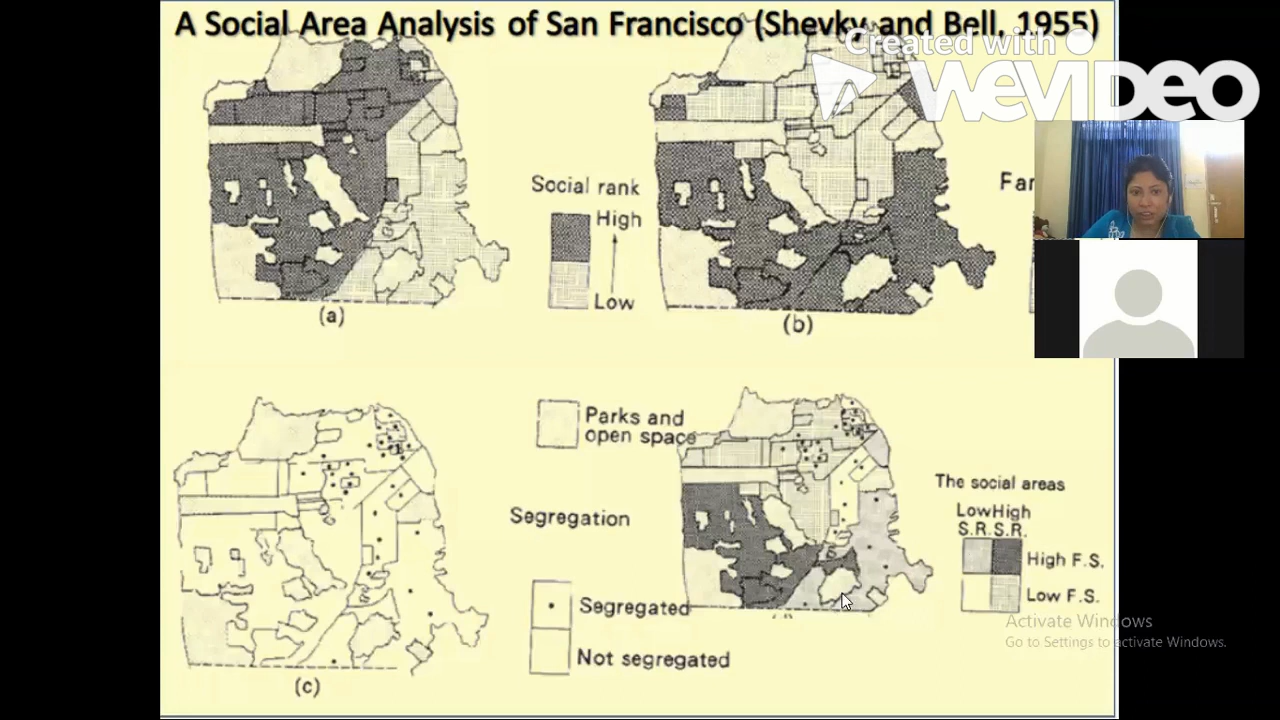 A Social Area Analysis of San Francisco (Shevky and Bell, 1955)
Created with
WEVIDEO
Social rank
High
Low
(a)
(b)
Parks and
open space
Segregation
Segregated
Not segregated
(c)
The social areas
Low High
S.R. S.R.
High F.S.
Low F.S.
Activate Windows
Go to Settings to activate Windows.